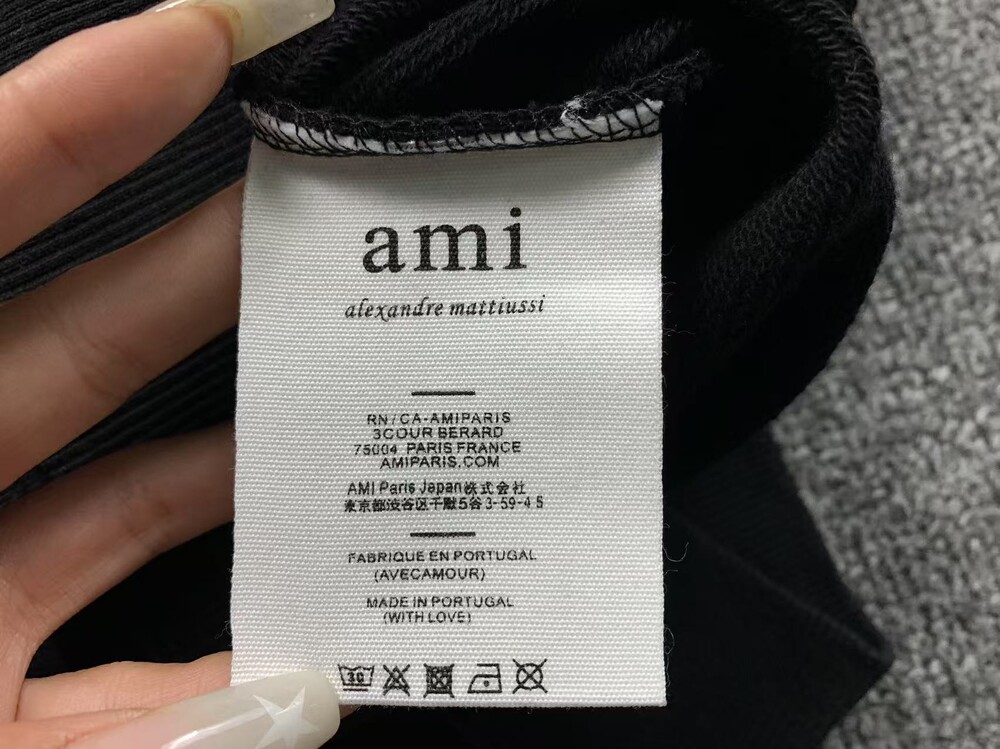 ami
alexandre mattiussi
RN/CA-AMIPARIS
3COUR BERARD
75004 PARIS FRANCE
AMIPARIS.COM
AMI Paris Japan株式会社
東京都渋谷区千駄5谷3-59-45
FABRIQUE EN PORTUGAL
(AVECAMOUR)
MADE IN PORTUGAL
(WITH LOVE)
30